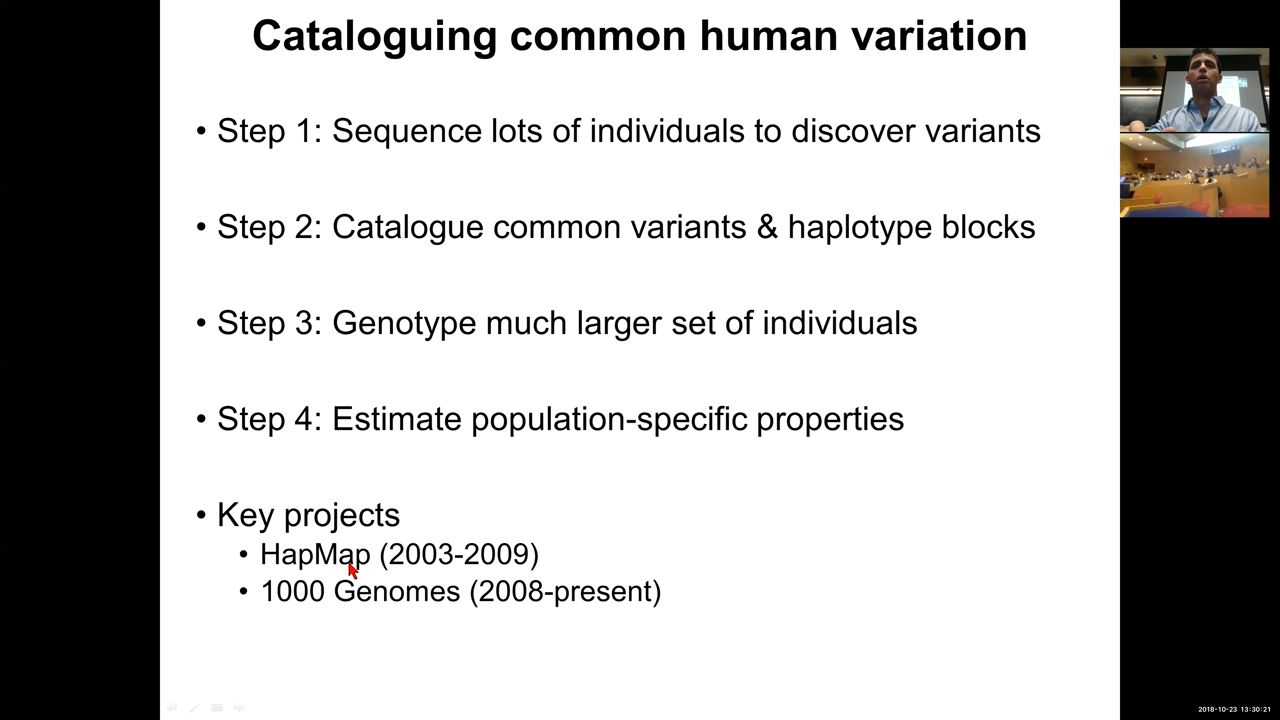 Cataloguing common human variation
• Step 1: Sequence lots of individuals to discover variants
• Step 2: Catalogue common variants & haplotype blocks
• Step 3: Genotype much larger set of individuals
• Step 4: Estimate population-specific properties
• Key projects
• HapMap (2003-2009)
• 1000 Genomes (2008-present)
2018-10-23 13:30:21